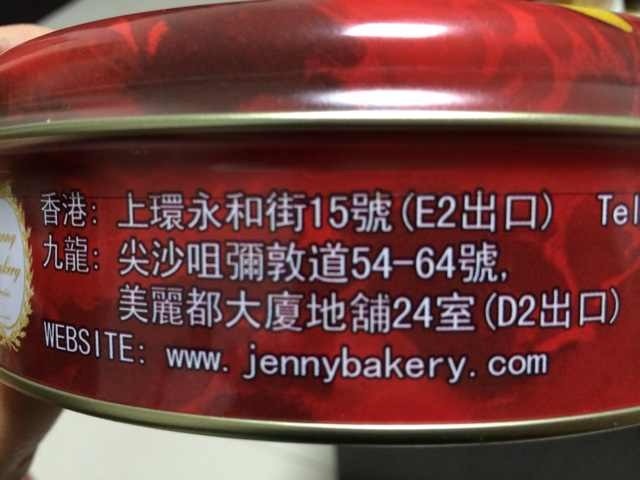 香港: 上環永和街15號(E2出口) Tel
九龍: 尖沙咀彌敦道54-64號,
美麗都大廈地舖24室(D2出口)
WEBSITE: www.jennybakery.com